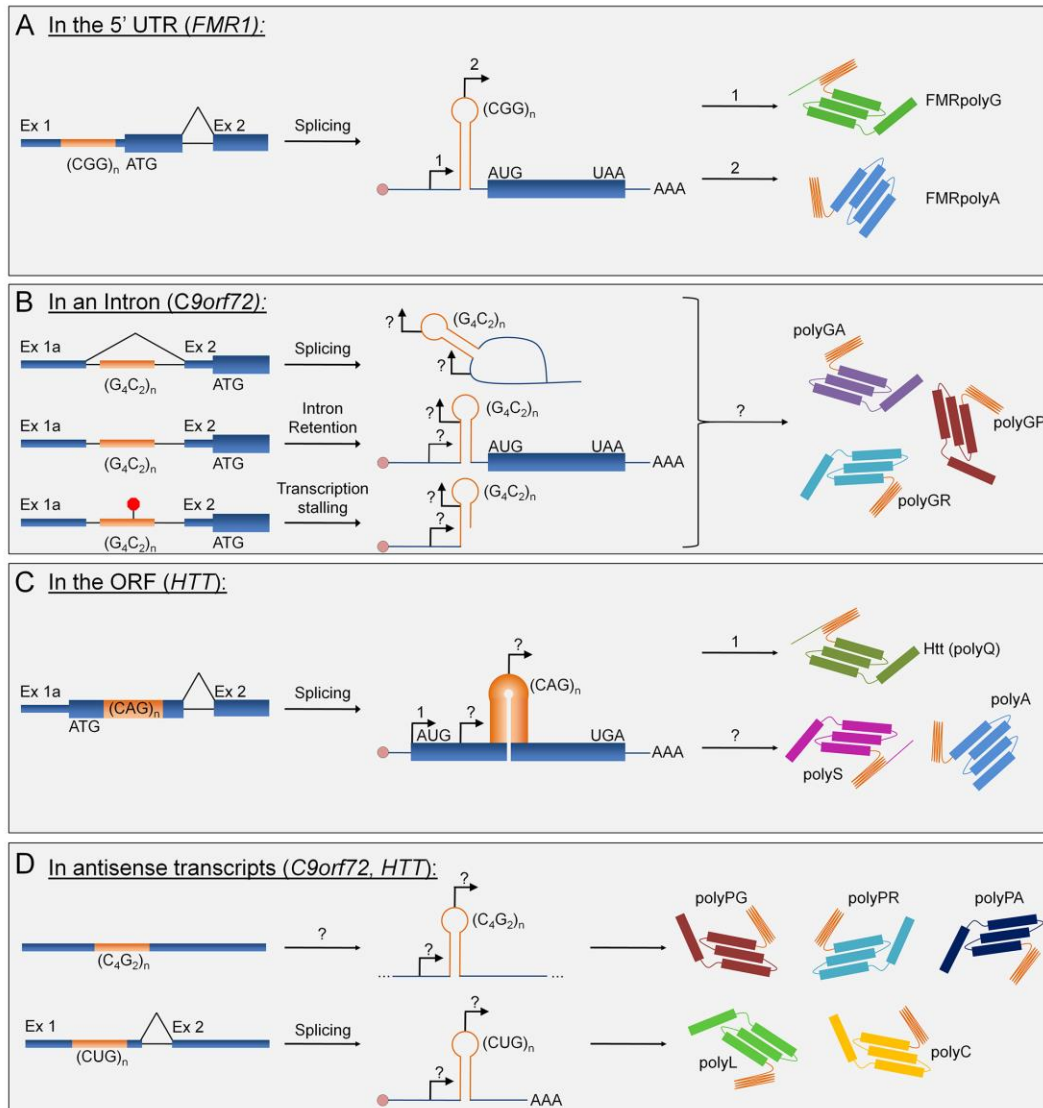 A In the 5’ UTR (FMR1):
Ex 1 Ex 2
(CGG)n ATG
Splicing
2
(CGG)n
1
AUG UAA
AAA
1
2
FMRpolyG
FMRpolyA
B In an Intron (C9orf72):
Ex 1a Ex 2
(G4C2)n ATG
Splicing
? (G4C2)n
?
Ex 1a Ex 2
(G4C2)n ATG
Intron
Retention
? (G4C2)n
?
AUG UAA
AAA
Ex 1a Ex 2
(G4C2)n ATG
Transcription
stalling
? (G4C2)n
?
?
polyGA
polyGP
polyGR
C In the ORF (HTT):
Ex 1a Ex 2
(CAG)n
ATG
Splicing
?
(CAG)n
1 ?
AUG UGA
AAA
1
?
Htt (polyQ)
polyA
polyS
D In antisense transcripts (C9orf72, HTT):
(C4G2)n
?
?
(C4G2)n
?
... ...
polyPG polyPR polyPA
Ex 1 Ex 2
(CUG)n
Splicing
?
(CUG)n
?
AAA
polyL polyC